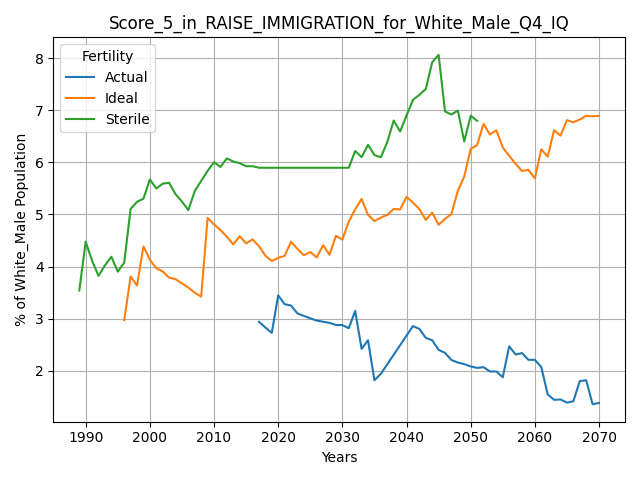 Score_5_in_RAISE_IMMIGRATION_for_White_Male_Q4_IQ
Fertility
Actual
Ideal
Sterile
% of White_Male Population
8
7
6
5
4
3
2
1990 2000 2010 2020 2030 2040 2050 2060 2070
Years